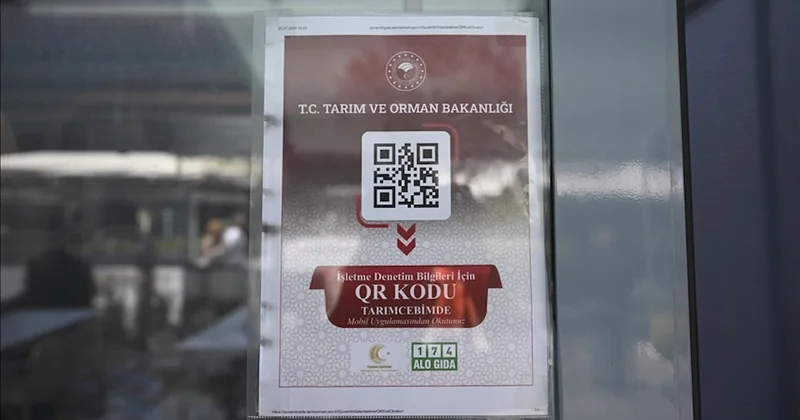 T.C. TARIM VE ORMAN BAKANLIĞI
İşletme Denetim Bilgileri İçin
QR KODU
TARIMCEBİMDE
Mobil Uygulamasından Okutunuz
174
ALO GIDA